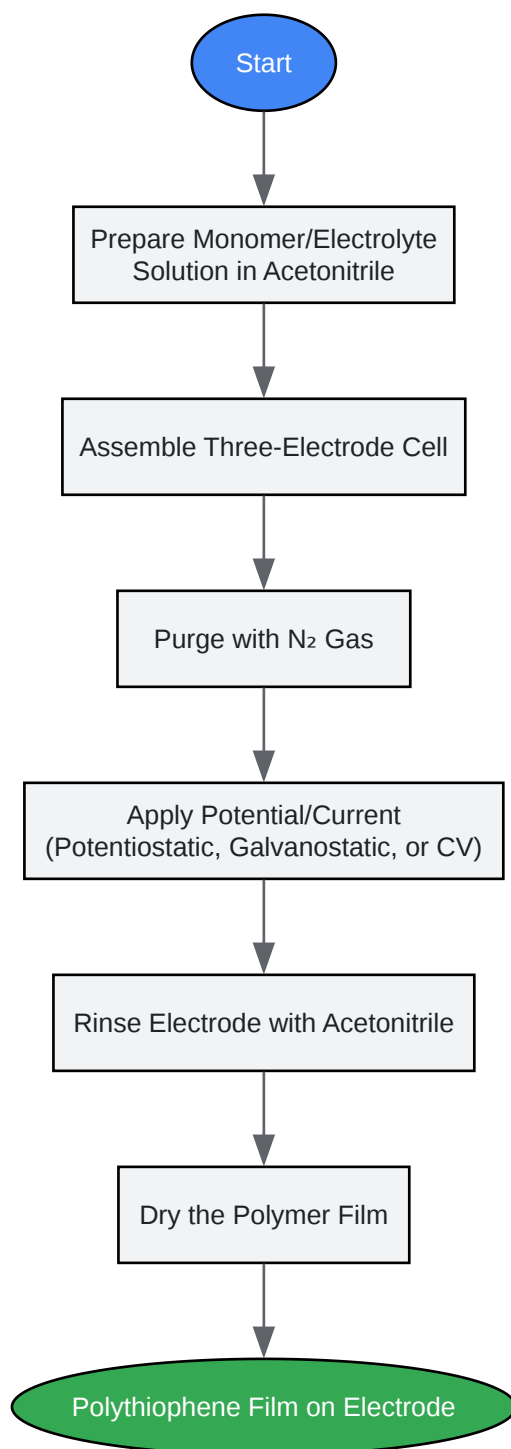 Start
Prepare Monomer/Electrolyte
Solution in Acetonitrile
Assemble Three-Electrode Cell
Purge with N₂ Gas
Apply Potential/Current
(Potentiostatic, Galvanostatic, or CV)
Rinse Electrode with Acetonitrile
Dry the Polymer Film
Polythiophene Film on Electrode